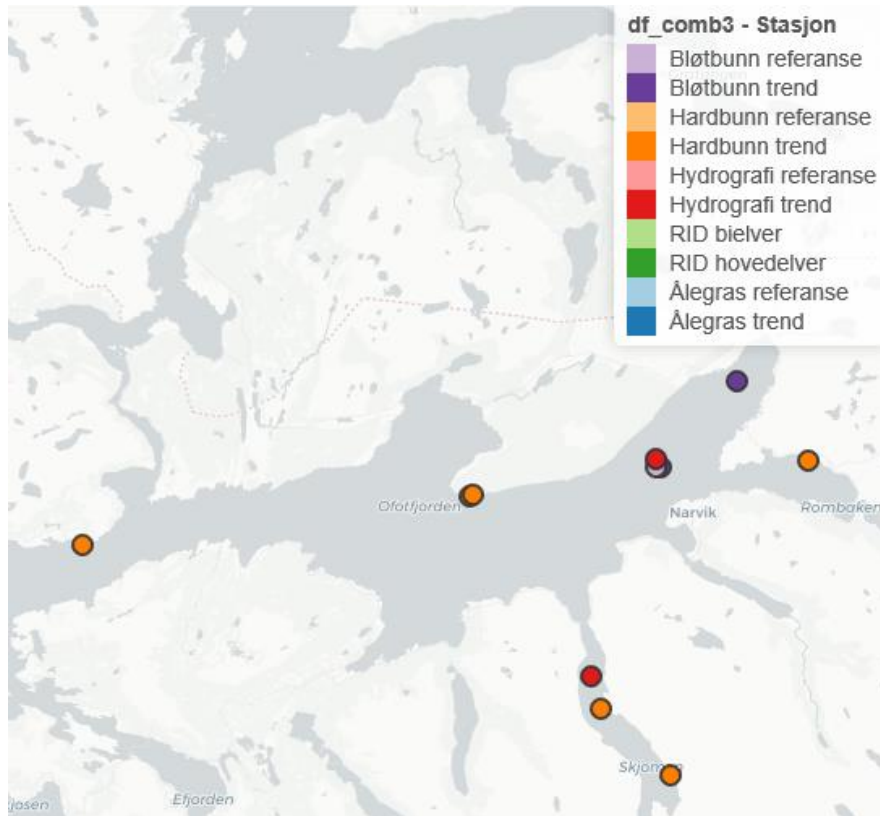 df_comb3 - Stasjon
Bløtbunn referanse
Bløtbunn trend
Hardbunn referanse
Hardbunn trend
Hydrografi referanse
Hydrografi trend
RID bielver
RID hovedelver
Ålegras referanse
Ålegras trend
Ofotfjorden
Narvik
Rombaken
Skjomen
Efjorden